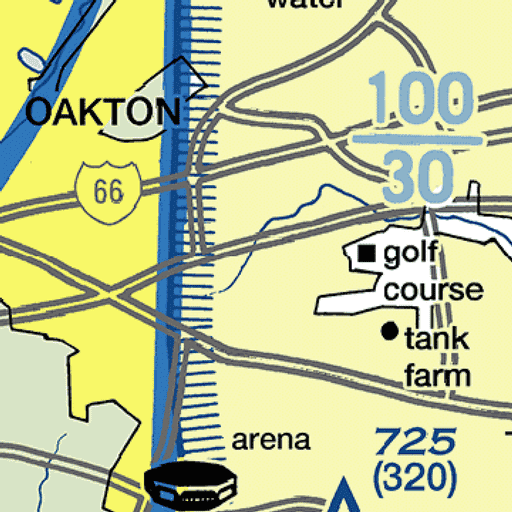 water
OAKTON
100
30
66
golf
course
tank
farm
arena
725
(320)